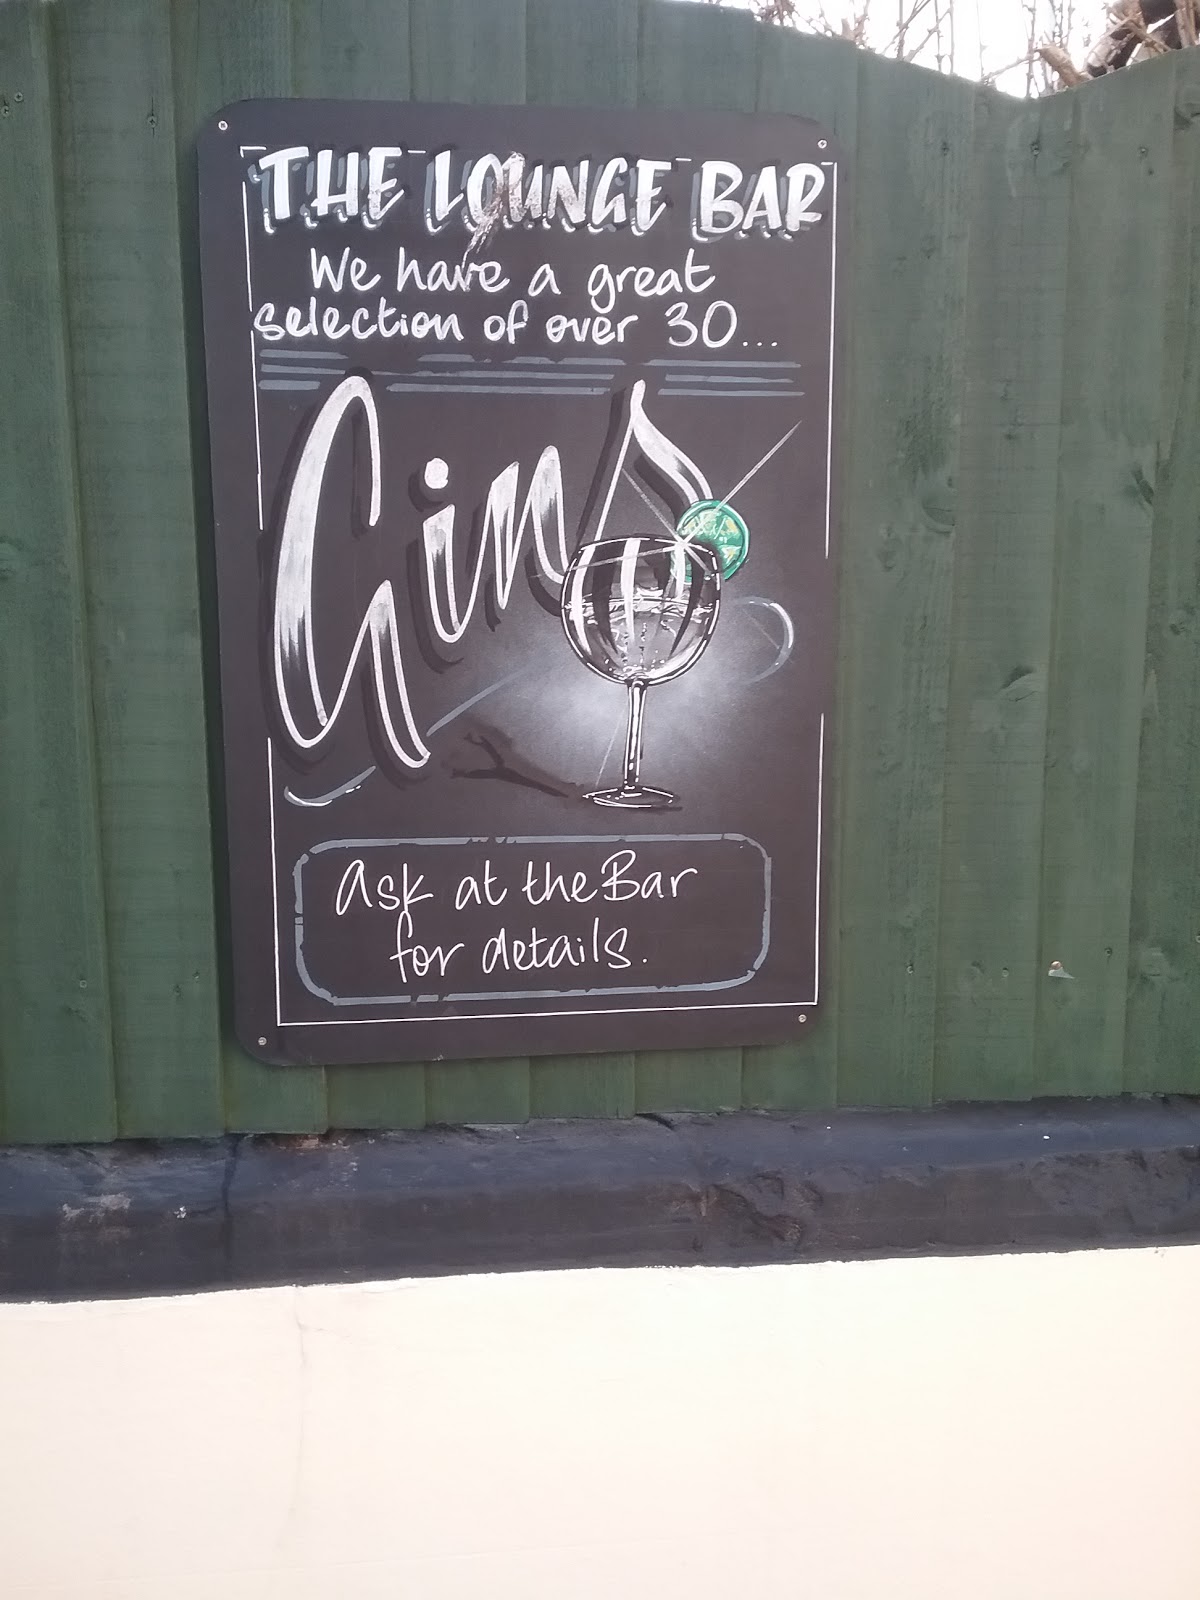 THE LOUNGE BAR
We have a great
selection of over 30...
Gins
Ask at the Bar
for details.